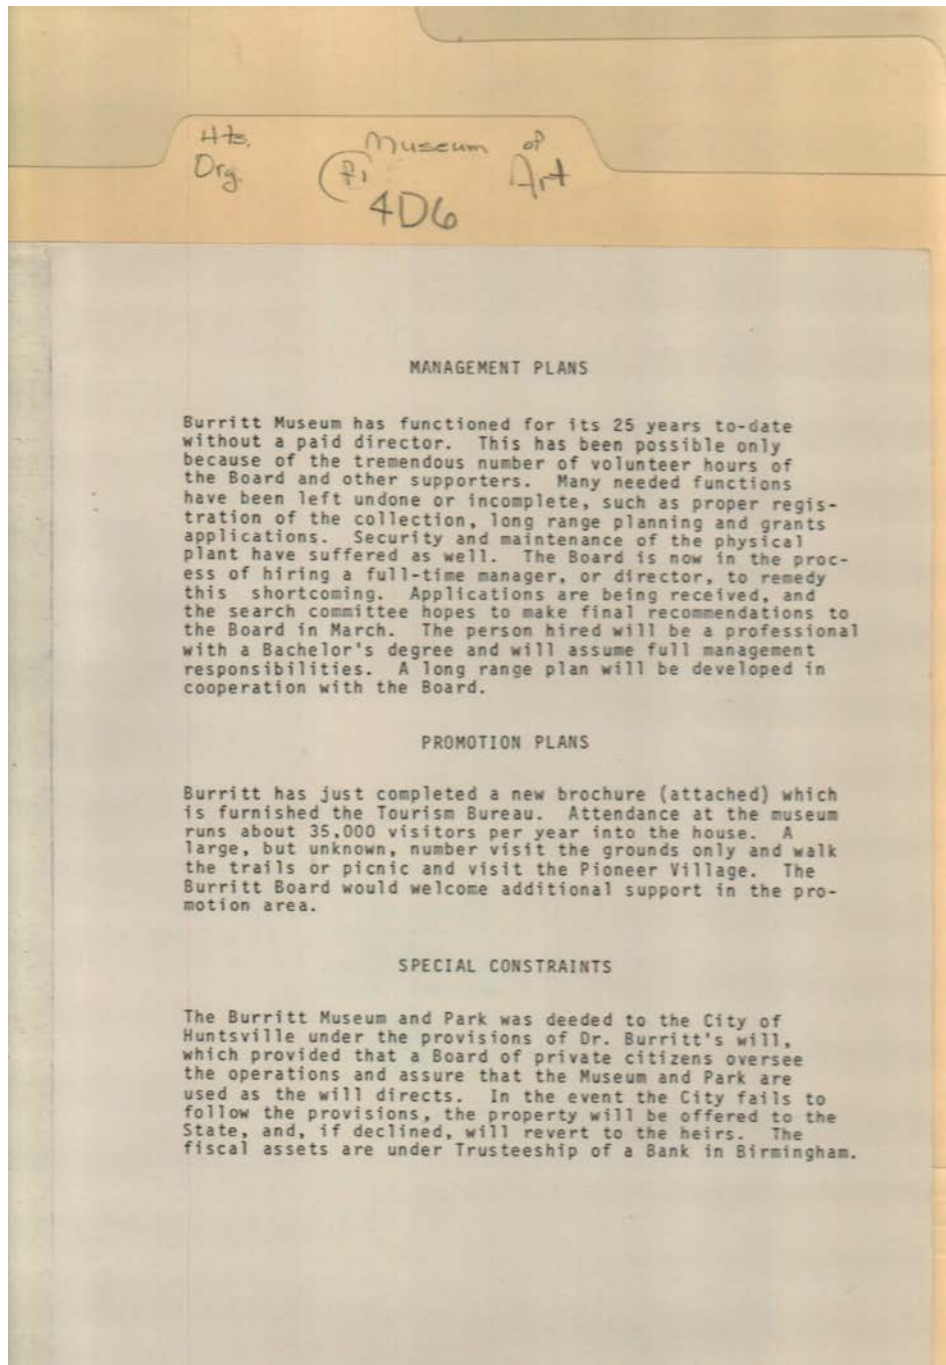 Hts. Museum of
Org. Art
4D6
MANAGEMENT PLANS
Burritt Museum has functioned for its 25 years to-date
without a paid director. This has been possible only
because of the tremendous number of volunteer hours of
the Board and other supporters. Many needed functions
have been left undone or incomplete, such as proper regis-
tration of the collection, long range planning and grants
applications. Security and maintenance of the physical
plant have suffered as well. The Board is now in the proc-
ess of hiring a full-time manager, or director, to remedy
this shortcoming. Applications are being received, and
the search committee hopes to make final recommendations to
the Board in March. The person hired will be a professional
with a Bachelor's degree and will assume full management
responsibilities. A long range plan will be developed in
cooperation with the Board.
PROMOTION PLANS
Burritt has just completed a new brochure (attached) which
is furnished the Tourism Bureau. Attendance at the museum
runs about 35,000 visitors per year into the house. A
large, but unknown, number visit the grounds only and walk
the trails or picnic and visit the Pioneer Village. The
Burritt Board would welcome additional support in the pro-
motion area.
SPECIAL CONSTRAINTS
The Burritt Museum and Park was deeded to the City of
Huntsville under the provisions of Dr. Burritt's will,
which provided that a Board of private citizens oversee
the operations and assure that the Museum and Park are
used as the will directs. In the event the City fails to
follow the provisions, the property will be offered to the
State, and, if declined, will revert to the heirs. The
fiscal assets are under Trusteeship of a Bank in Birmingham.